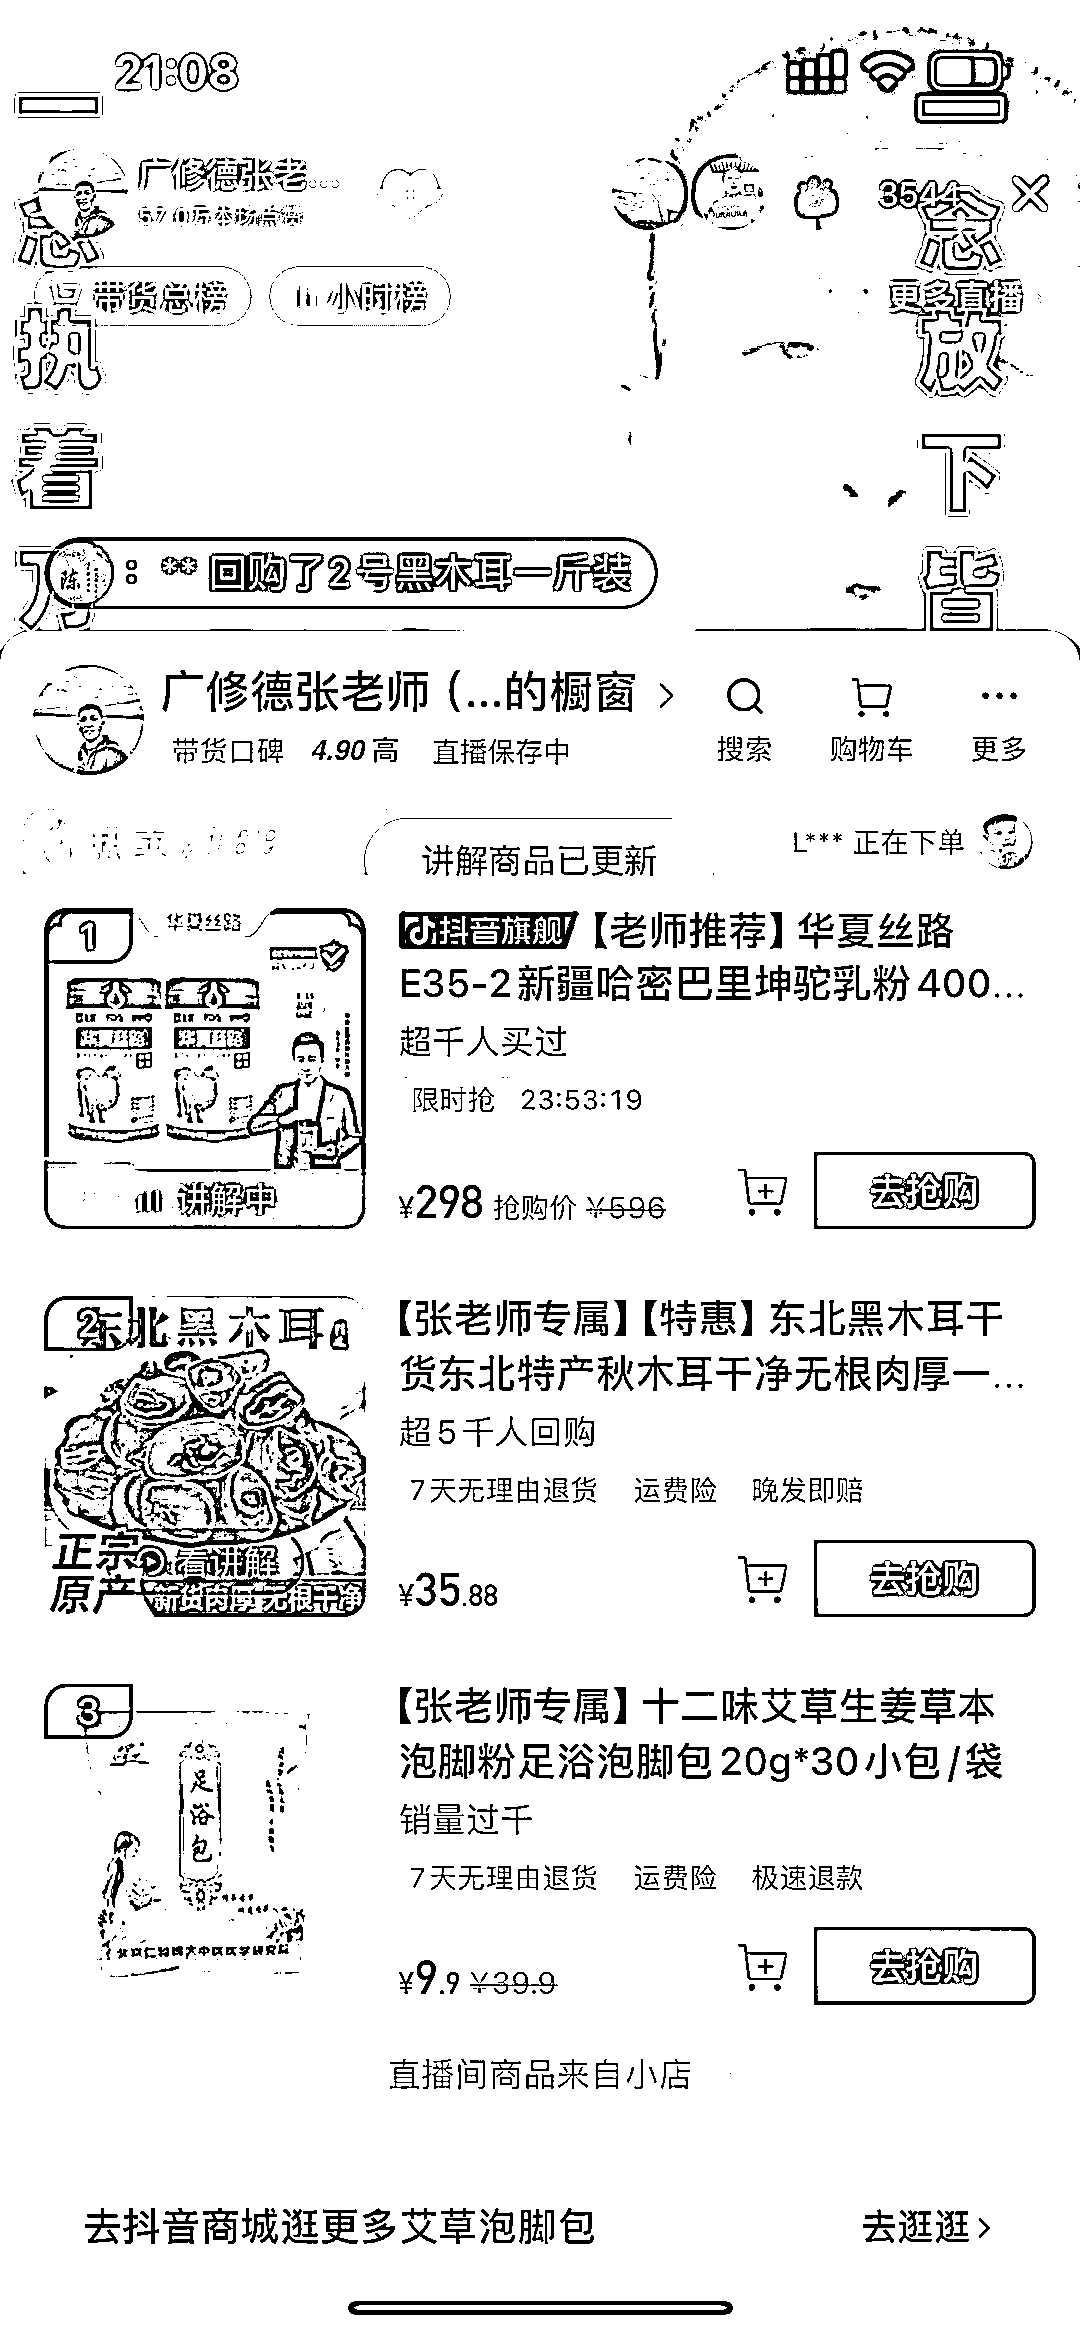 21:08
广修德张老...
57.0万本场点赞
3544
带货总榜
小时榜
更多直播
念
执
着
万
念
放
下
皆
陈
: ** 回购了2号黑木耳一斤装
广修德张老师 (...的橱窗 >
搜索
购物车
更多
带货口碑 4.90 高 直播保存中
讲解商品已更新
L*** 正在下单
1
华夏丝路
讲解中
抖音旗舰 【老师推荐】华夏丝路
E35-2新疆哈密巴里坤驼乳粉400...
超千人买过
限时抢 23:53:19
¥298 抢购价 ¥596
去抢购
2
东北黑木耳
正宗
原产
看讲解
新货肉厚 无根干净
【张老师专属】【特惠】东北黑木耳干
货东北特产秋木耳干净无根肉厚一...
超5千人回购
7天无理由退货 运费险 晚发即赔
¥35.88
去抢购
3
足浴包
【张老师专属】十二味艾草生姜草本
泡脚粉足浴泡脚包20g*30小包/袋
销量过千
7天无理由退货 运费险 极速退款
¥9.9 ¥39.9
去抢购
直播间商品来自小店
去抖音商城逛更多艾草泡脚包
去逛逛 >